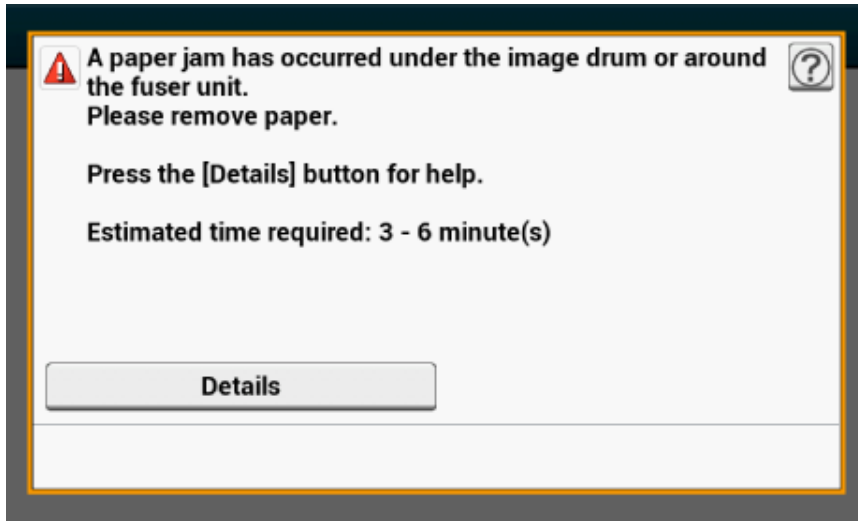 A paper jam has occurred under the image drum or around
the fuser unit.
Please remove paper.
Press the [Details] button for help.
Estimated time required: 3 - 6 minute(s)
Details